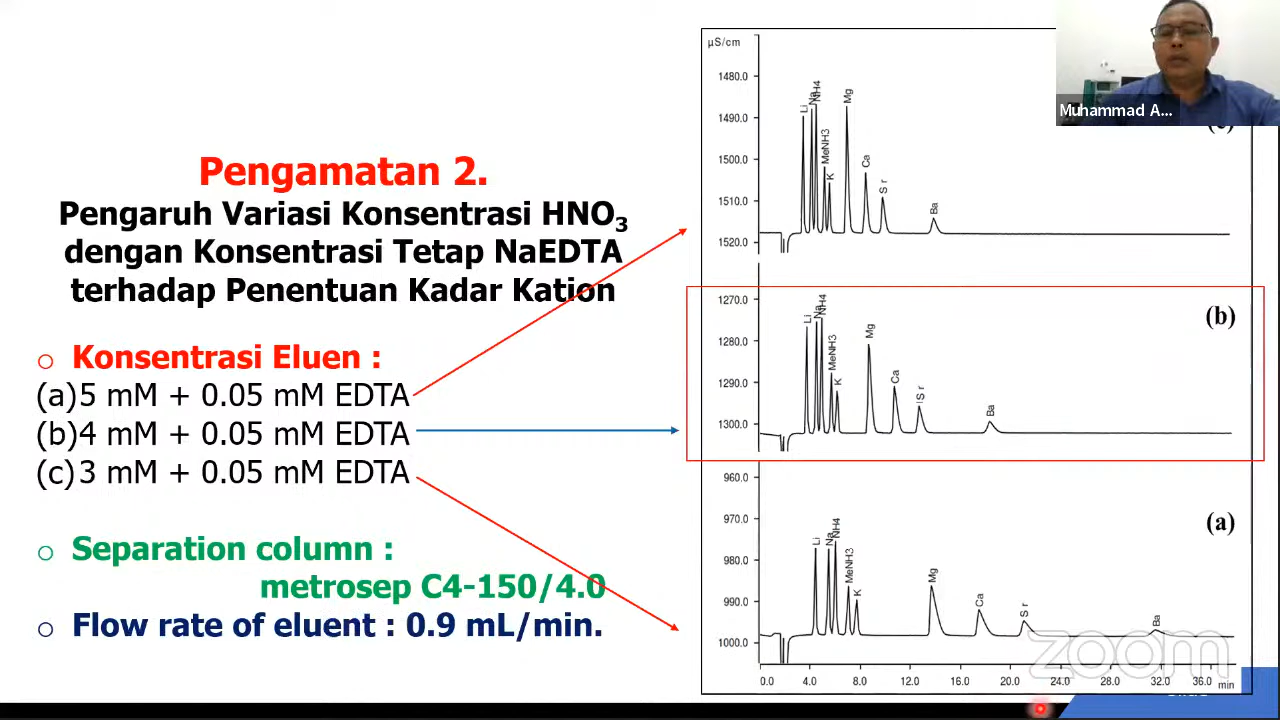 Pengamatan 2.
Pengaruh Variasi Konsentrasi HNO3
dengan Konsentrasi Tetap NaEDTA
terhadap Penentuan Kadar Kation
o Konsentrasi Eluen :
(a)5 mM + 0.05 mM EDTA
(b)4 mM + 0.05 mM EDTA
(c)3 mM + 0.05 mM EDTA
o Separation column :
metrosep C4-150/4.0
o Flow rate of eluent : 0.9 mL/min.
µS/cm
1480.0
1490.0
1500.0
1510.0
1520.0
Li
Na
NH4
MeNH3
K
Mg
Ca
Sr
Ba
(c)
1270.0
1280.0
1290.0
1300.0
Li
Na
NH4
MeNH3
K
Mg
Ca
Sr
Ba
(b)
960.0
970.0
980.0
990.0
1000.0
Li
Na
NH4
MeNH3
K
Mg
Ca
Sr
Ba
(a)
0.0 4.0 8.0 12.0 16.0 20.0 24.0 28.0 32.0 36.0 min
Muhammad A...
zoom